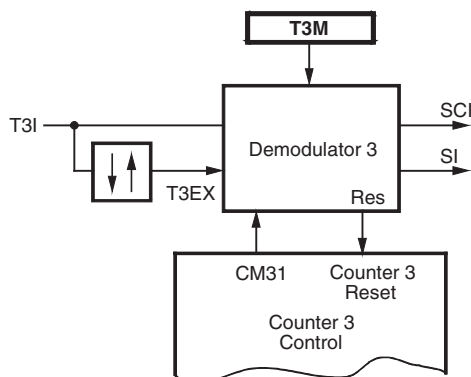 T3M
T3I
SCI
Demodulator 3
SI
T3EX
Res
CM31
Counter 3
Reset
Counter 3
Control